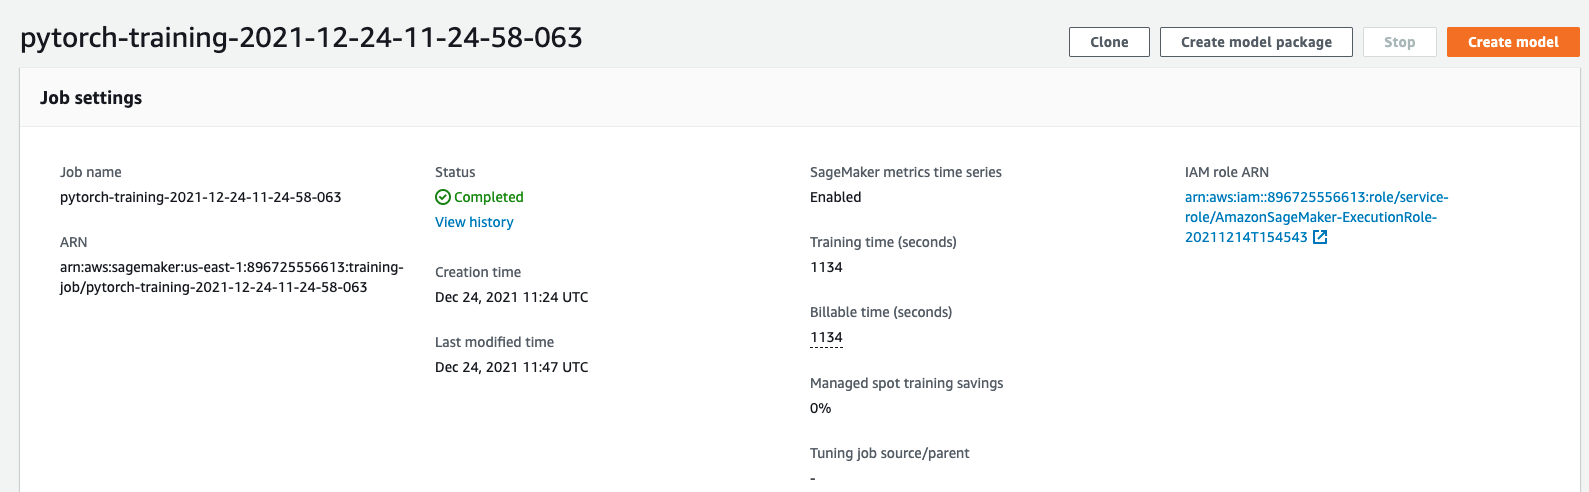 pytorch-training-2021-12-24-11-24-58-063
Clone
Create model package
Stop
Create model
Job settings
Job name
pytorch-training-2021-12-24-11-24-58-063
ARN
arn:aws:sagemaker:us-east-1:896725556613:training-
job/pytorch-training-2021-12-24-11-24-58-063
Status
Completed
View history
Creation time
Dec 24, 2021 11:24 UTC
Last modified time
Dec 24, 2021 11:47 UTC
SageMaker metrics time series
Enabled
Training time (seconds)
1134
Billable time (seconds)
1134
Managed spot training savings
0%
Tuning job source/parent
-
IAM role ARN
arn:aws:iam::896725556613:role/service-
role/AmazonSageMaker-ExecutionRole-
20211214T154543